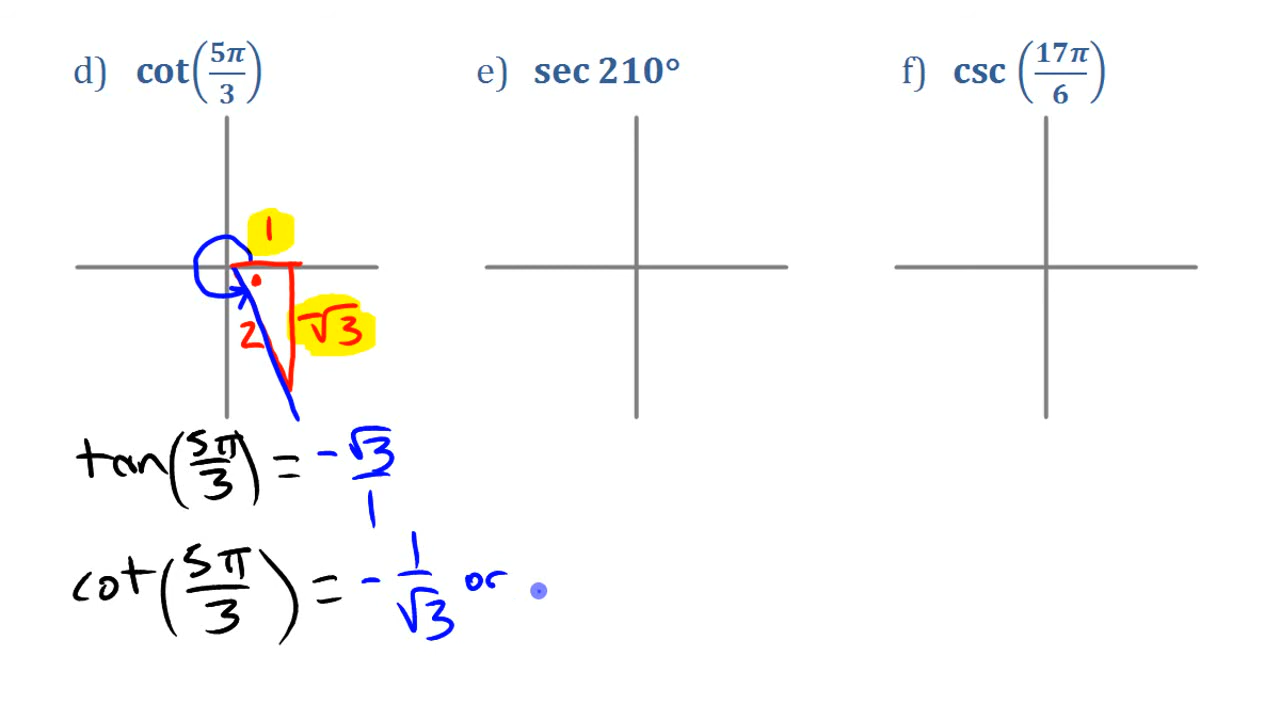 d) cot(5π/3)
e) sec 210°
f) csc (17π/6)
1
2
√3
tan(5π/3) = -√3/1
cot(5π/3) = -1/√3 or